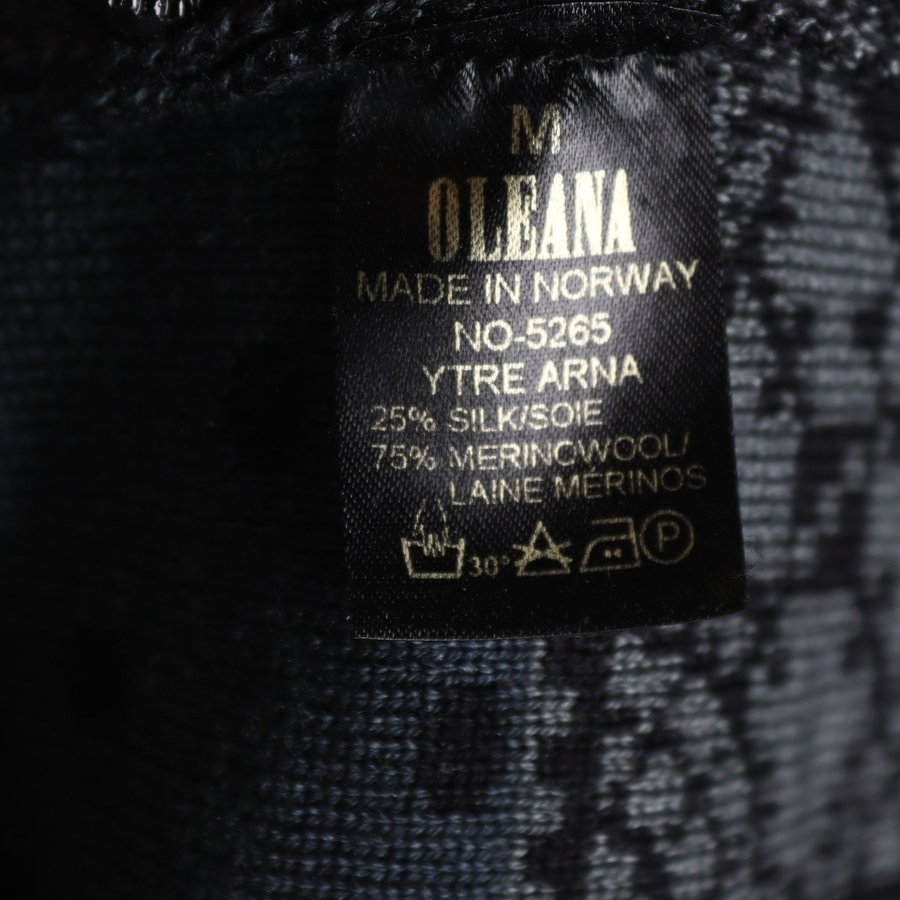 M
OLEANA
MADE IN NORWAY
NO-5265
YTRE ARNA
25% SILK/SOIE
75% MERINOWOOL/
LAINE MÉRINOS
30° P